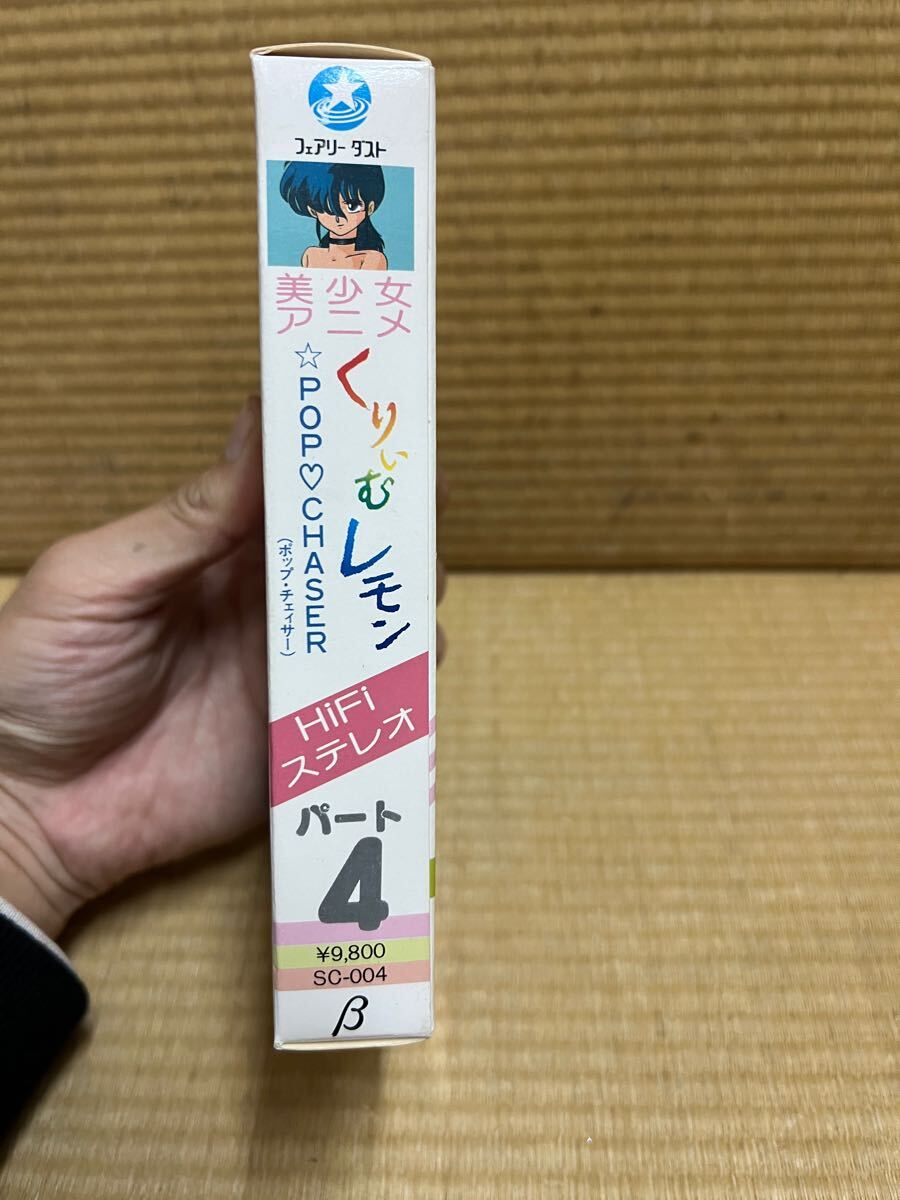 フェアリー ダスト
美少女
アニメ
くりぃむレモン
☆POP♡CHASER
(ポップ・チェイサー)
HiFi
ステレオ
パート
4
¥9,800
SC-004
β